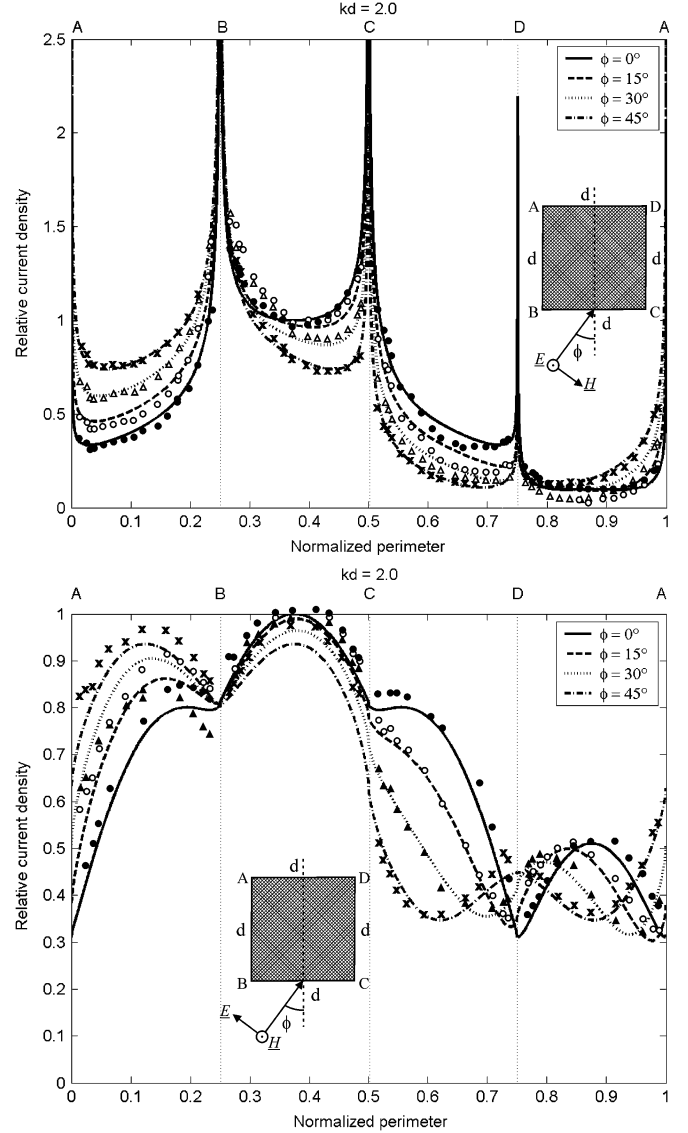 kd = 2.0
A B C D A
2.5
2
1.5
1
0.5
0
Relative current density
ϕ = 0°
ϕ = 15°
ϕ = 30°
ϕ = 45°
d
A D
d d
B C
d
ϕ
E
H
0 0.1 0.2 0.3 0.4 0.5 0.6 0.7 0.8 0.9 1
Normalized perimeter
kd = 2.0
A B C D A
1
0.9
0.8
0.7
0.6
0.5
0.4
0.3
0.2
0.1
0
Relative current density
ϕ = 0°
ϕ = 15°
ϕ = 30°
ϕ = 45°
d
A D
d d
B C
d
E
ϕ
H
0 0.1 0.2 0.3 0.4 0.5 0.6 0.7 0.8 0.9 1
Normalized perimeter